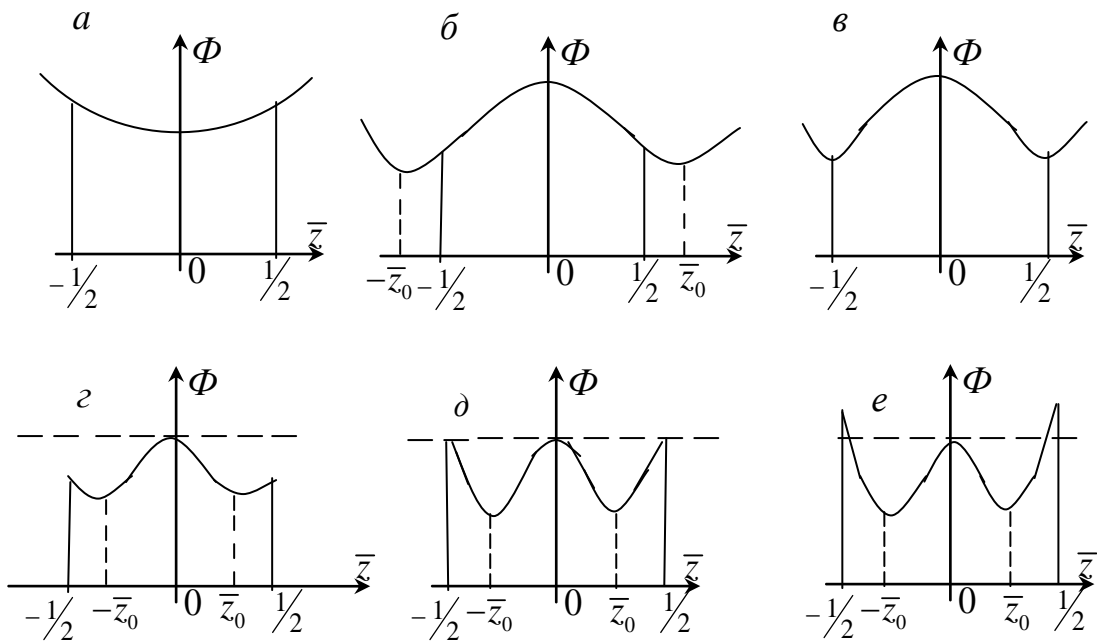 а б в
Φ Φ Φ
z̅ z̅ z̅
−1/2 0 1/2 −z̅₀ −1/2 0 1/2 z̅₀ −1/2 0 1/2
г д е
Φ Φ Φ
z̅ z̅ z̅
−1/2 −z̅₀ 0 z̅₀ 1/2 −1/2 −z̅₀ 0 z̅₀ 1/2 −1/2 −z̅₀ 0 z̅₀ 1/2